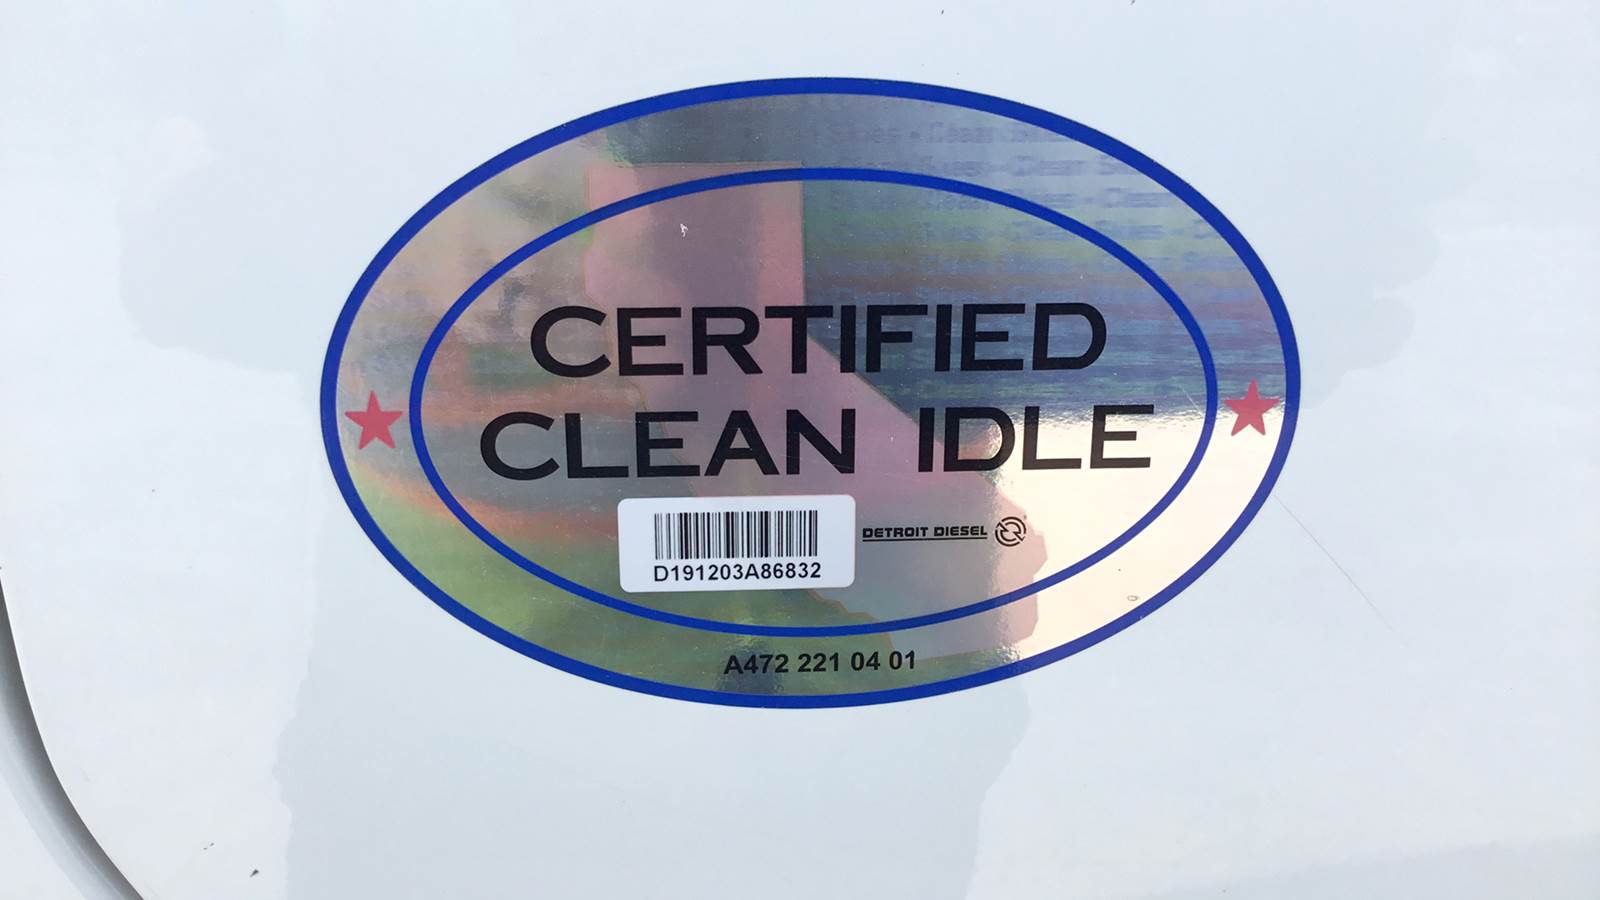 CERTIFIED
CLEAN IDLE
DETROIT DIESEL
D191203A86832
A472 221 04 01